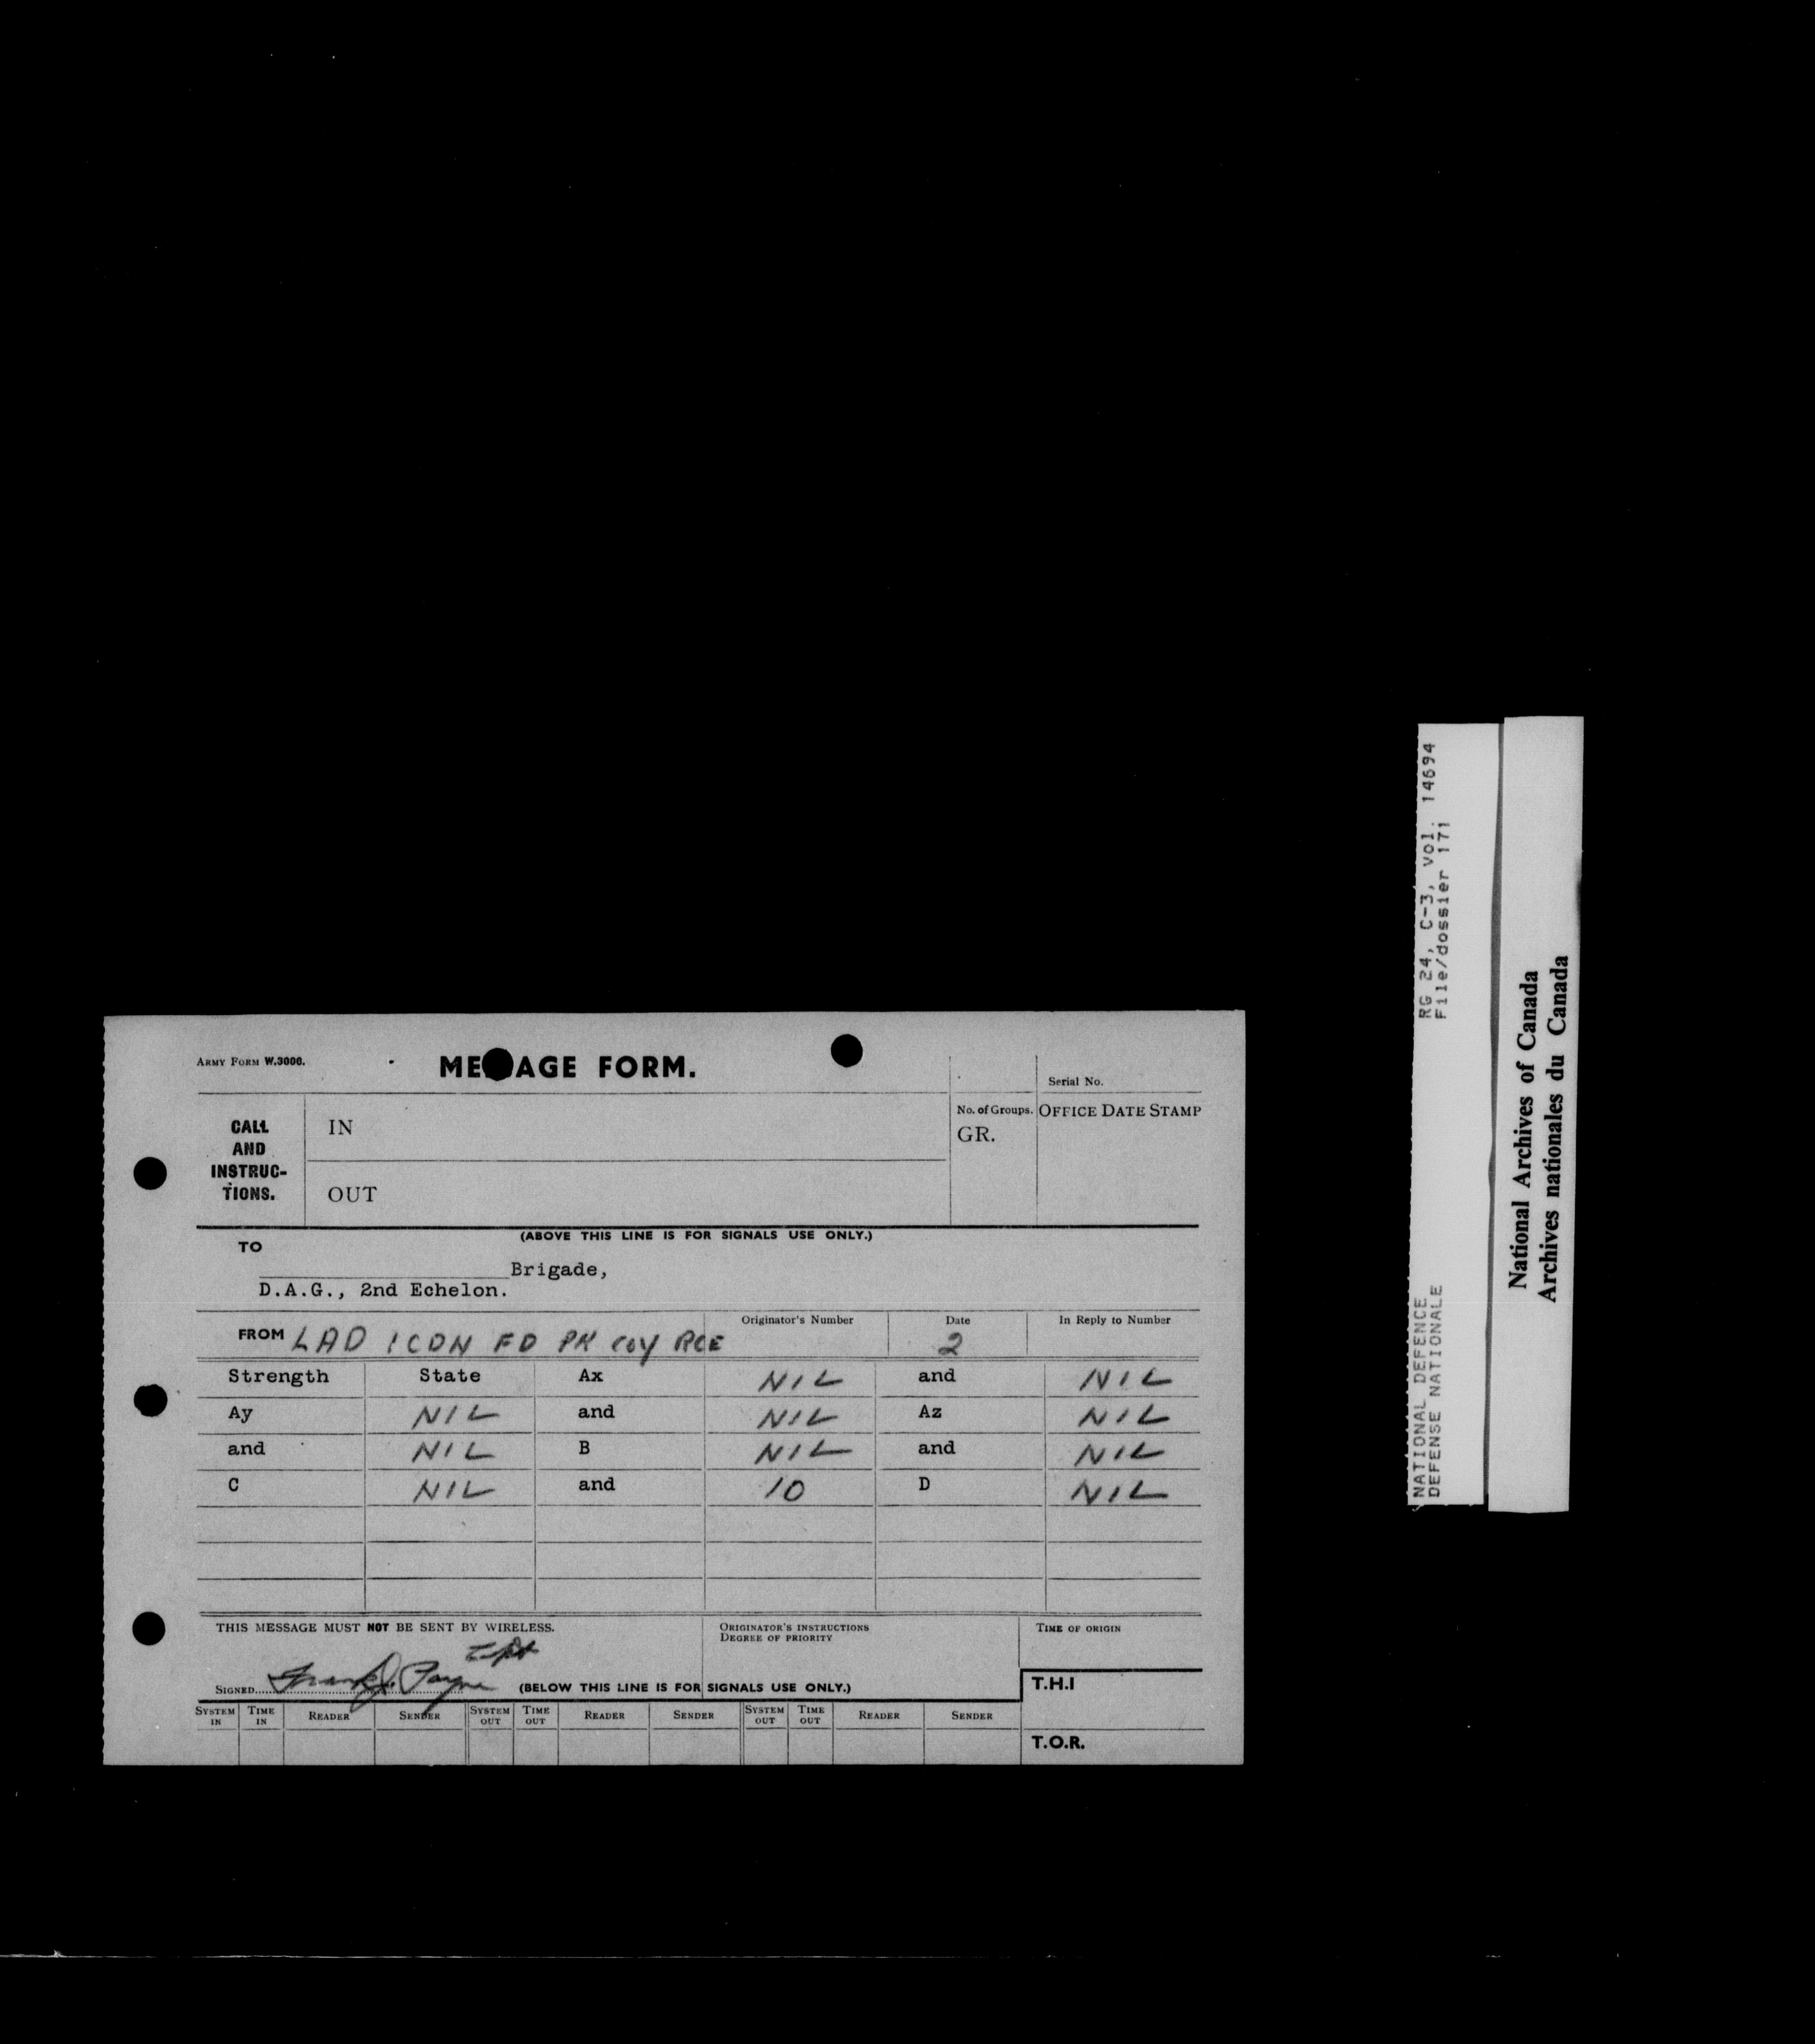 ARMY FORM W.3000.
MESSAGE FORM.
Serial No.
CALL AND INSTRUC-TIONS.
IN
OUT
No. of Groups.
GR.
OFFICE DATE STAMP
(ABOVE THIS LINE IS FOR SIGNALS USE ONLY.)
TO
Brigade,
D.A.G., 2nd Echelon.
FROM LAD 1 CDN FD PK COY RCE
Originator's Number
Date 2
In Reply to Number
Strength State Ax NIL and NIL
Ay NIL and NIL Az NIL
and NIL B NIL and NIL
C NIL and 10 D NIL
THIS MESSAGE MUST NOT BE SENT BY WIRELESS.
ORIGINATOR'S INSTRUCTIONS
DEGREE OF PRIORITY
TIME OF ORIGIN
SIGNED Frank J. Payne Capt
(BELOW THIS LINE IS FOR SIGNALS USE ONLY.)
T.H.I
SYSTEM IN TIME IN READER SENDER SYSTEM OUT TIME OUT READER SENDER SYSTEM OUT TIME OUT READER SENDER
T.O.R.
NATIONAL DEFENCE RG 24, C-3, vol. 14694
DEFENSE NATIONALE File/dossier 171
National Archives of Canada
Archives nationales du Canada